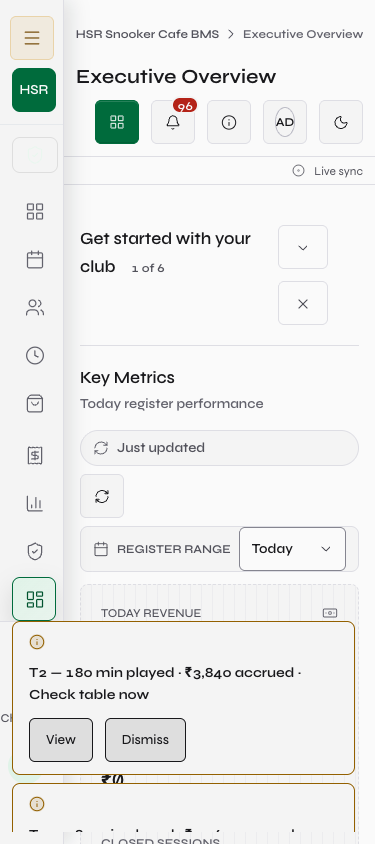 HSR Snooker Cafe BMS > Executive Overview
HSR
Executive Overview
96
AD
Live sync
Get started with your
club 1 of 6
Key Metrics
Today register performance
Just updated
REGISTER RANGE Today
TODAY REVENUE
T2 — 180 min played · ₹3,840 accrued ·
Check table now
View Dismiss
CLOSED SESSIONS